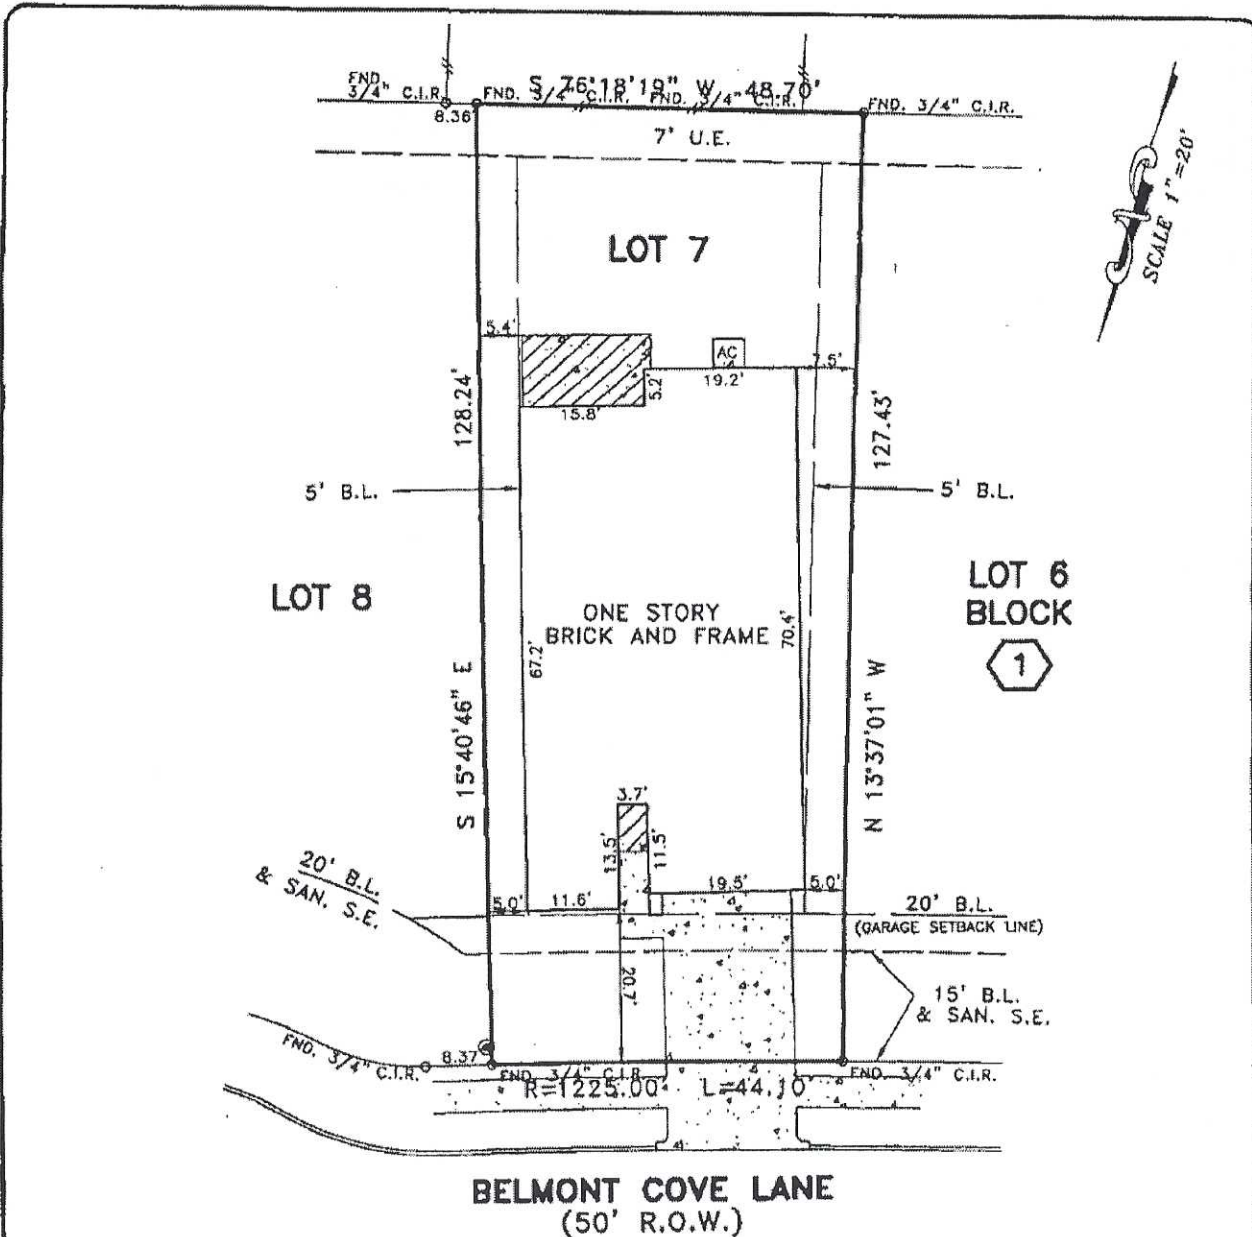 S 76°18'19" W 48.70'
FND. 3/4" C.I.R.
FND. 3/4" C.I.R.
FND. 3/4" C.I.R.
FND. 3/4" C.I.R.
8.36'
7' U.E.
SCALE 1"=20'
LOT 7
5.4'
AC
7.5'
19.2'
5.2'
15.8'
128.24'
127.43'
5' B.L.
5' B.L.
LOT 8
LOT 6
BLOCK
1
ONE STORY
BRICK AND FRAME
67.2'
70.4'
S 15°40'46" E
N 13°37'01" W
3.7'
13.5'
11.5'
20' B.L.
& SAN. S.E.
5.0'
11.6'
19.5'
5.0'
20' B.L.
(GARAGE SETBACK LINE)
20.7'
15' B.L.
& SAN. S.E.
FND. 3/4" C.I.R.
8.37'
FND. 3/4" C.I.R.
FND. 3/4" C.I.R.
R=1225.00' L=44.10'
BELMONT COVE LANE
(50' R.O.W.)